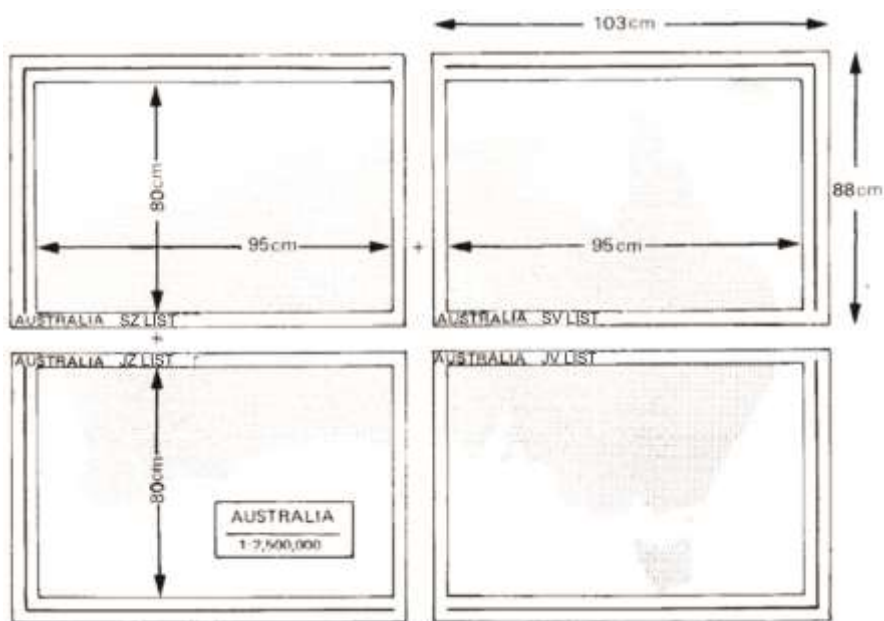 103cm
80cm
88cm
95cm
+
95cm
AUSTRALIA SZ LIST
AUSTRALIA SV LIST
+
AUSTRALIA JZ LIST
AUSTRALIA JV LIST
80cm
AUSTRALIA
1:2,500,000